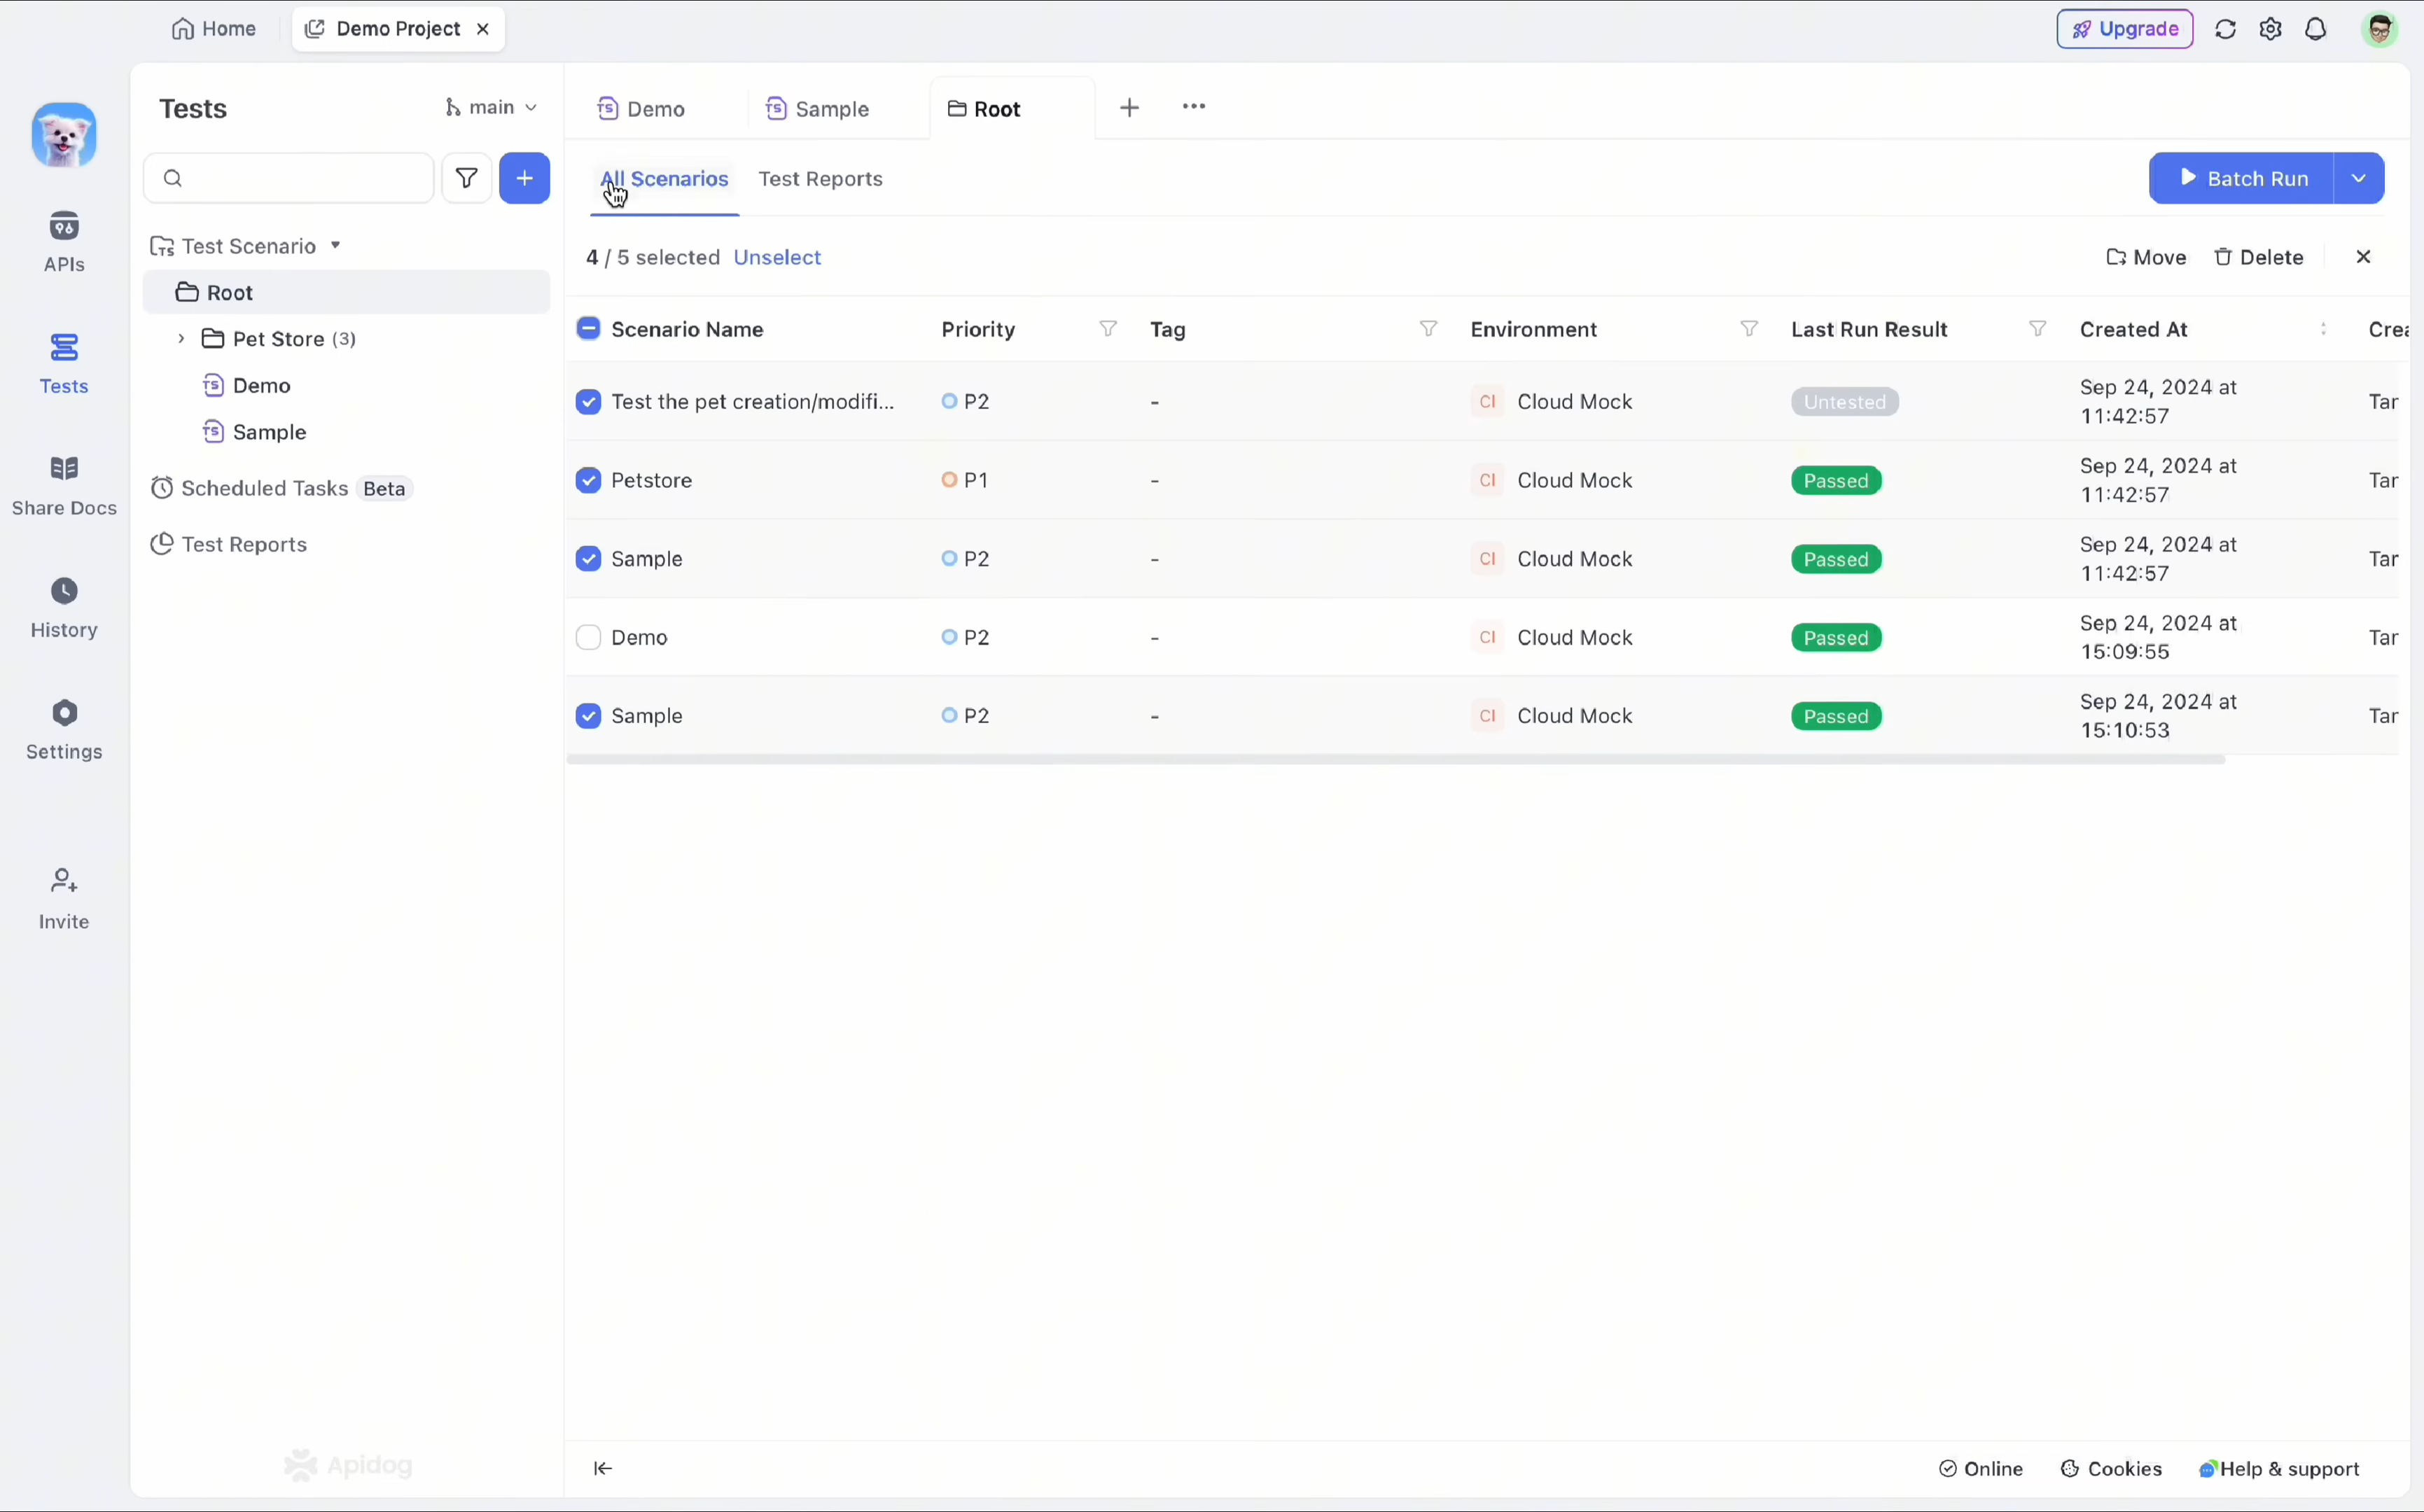 Home
Demo Project
Upgrade
Tests
main
Demo
Sample
Root
All Scenarios
Test Reports
Batch Run
APIs
Tests
Share Docs
History
Settings
Invite
Test Scenario
Root
Pet Store (3)
Demo
Sample
Scheduled Tasks Beta
Test Reports
4 / 5 selected Unselect
Move
Delete
Scenario Name Priority Tag Environment Last Run Result Created At Crea
Test the pet creation/modifi... P2 - CI Cloud Mock Untested Sep 24, 2024 at
11:42:57 Tar
Petstore P1 - CI Cloud Mock Passed Sep 24, 2024 at
11:42:57 Tar
Sample P2 - CI Cloud Mock Passed Sep 24, 2024 at
11:42:57 Tar
Demo P2 - CI Cloud Mock Passed Sep 24, 2024 at
15:09:55 Tar
Sample P2 - CI Cloud Mock Passed Sep 24, 2024 at
15:10:53 Tar
Apidog
Online
Cookies
Help & support